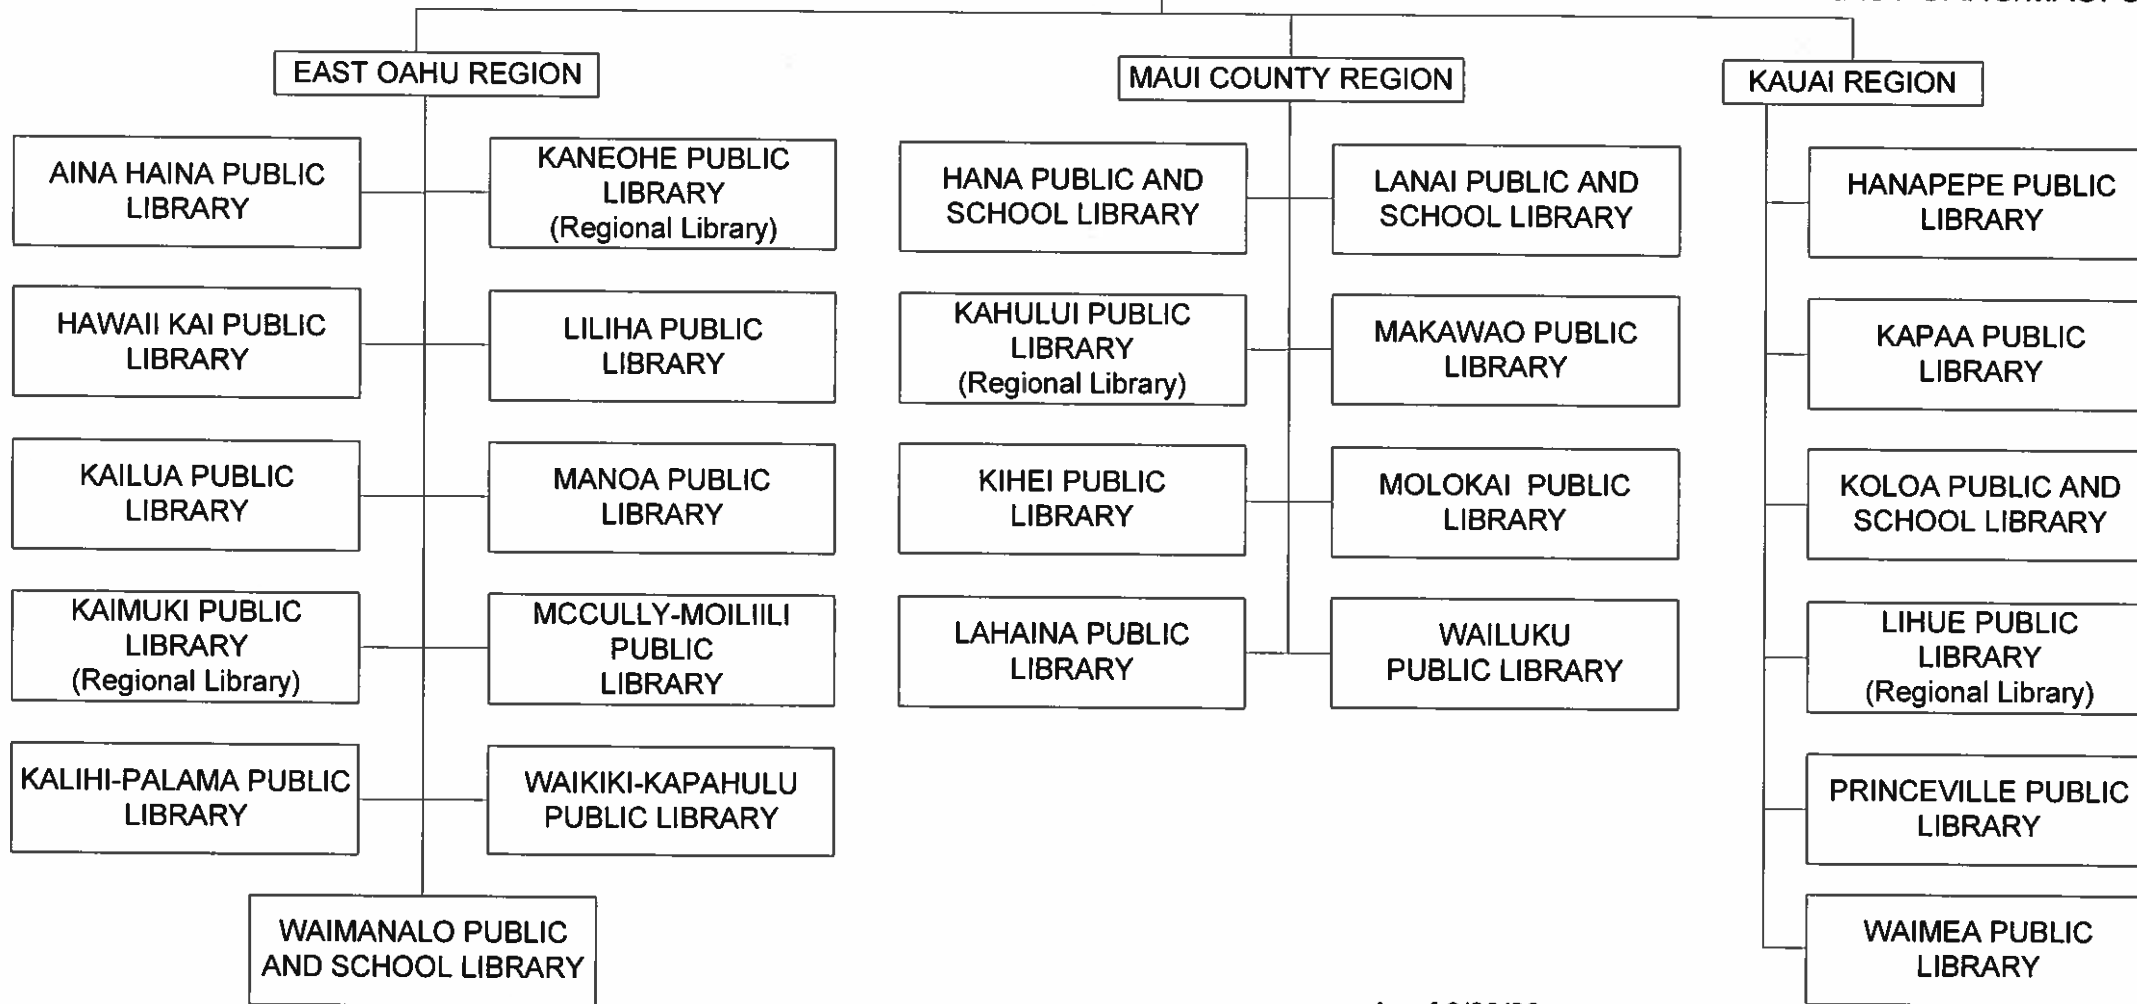 EAST OAHU REGION
AINA HAINA PUBLIC
LIBRARY
KANEOHE PUBLIC
LIBRARY
(Regional Library)
HAWAII KAI PUBLIC
LIBRARY
LILIHA PUBLIC
LIBRARY
KAILUA PUBLIC
LIBRARY
MANOA PUBLIC
LIBRARY
KAIMUKI PUBLIC
LIBRARY
(Regional Library)
MCCULLY-MOILIILI
PUBLIC
LIBRARY
KALIHI-PALAMA PUBLIC
LIBRARY
WAIKIKI-KAPAHULU
PUBLIC LIBRARY
WAIMANALO PUBLIC
AND SCHOOL LIBRARY
MAUI COUNTY REGION
HANA PUBLIC AND
SCHOOL LIBRARY
LANAI PUBLIC AND
SCHOOL LIBRARY
KAHULUI PUBLIC
LIBRARY
(Regional Library)
MAKAWAO PUBLIC
LIBRARY
KIHEI PUBLIC
LIBRARY
MOLOKAI PUBLIC
LIBRARY
LAHAINA PUBLIC
LIBRARY
WAILUKU
PUBLIC LIBRARY
KAUAI REGION
HANAPEPE PUBLIC
LIBRARY
KAPAA PUBLIC
LIBRARY
KOLOA PUBLIC AND
SCHOOL LIBRARY
LIHUE PUBLIC
LIBRARY
(Regional Library)
PRINCEVILLE PUBLIC
LIBRARY
WAIMEA PUBLIC
LIBRARY